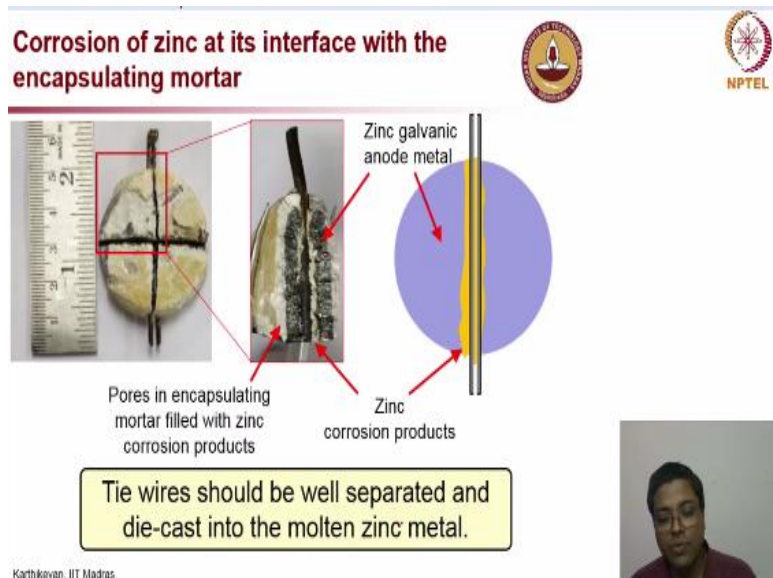 Corrosion of zinc at its interface with the
encapsulating mortar
NPTEL
Zinc galvanic
anode metal
2
1
Pores in encapsulating
mortar filled with zinc
corrosion products
Zinc
corrosion products
Tie wires should be well separated and
die-cast into the molten zinc metal.
Karthikeyan, IIT Madras